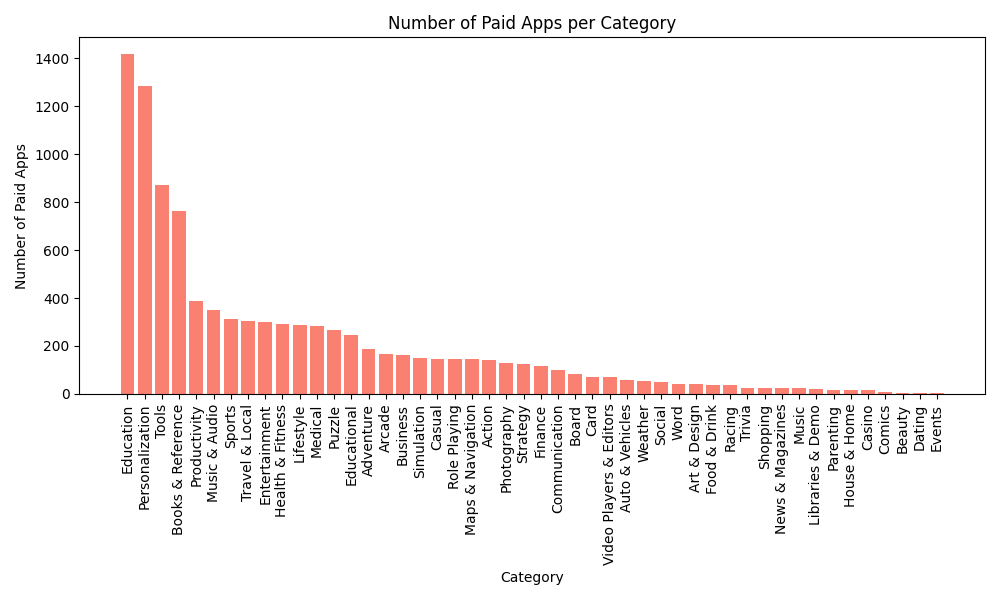 Number of Paid Apps per Category
Number of Paid Apps
1400
1200
1000
800
600
400
200
0
Education
Personalization
Tools
Books & Reference
Productivity
Music & Audio
Sports
Travel & Local
Entertainment
Health & Fitness
Lifestyle
Medical
Puzzle
Educational
Adventure
Arcade
Business
Simulation
Casual
Role Playing
Maps & Navigation
Action
Photography
Strategy
Finance
Communication
Board
Card
Video Players & Editors
Auto & Vehicles
Weather
Social
Word
Art & Design
Food & Drink
Racing
Trivia
Shopping
News & Magazines
Music
Libraries & Demo
Parenting
House & Home
Casino
Comics
Beauty
Dating
Events
Category